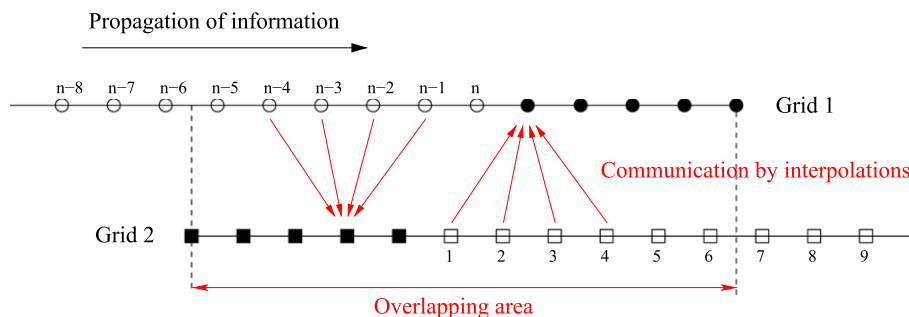 Propagation of information
n−8 n−7 n−6 n−5 n−4 n−3 n−2 n−1 n
Grid 1
Communication by interpolations
Grid 2
1 2 3 4 5 6 7 8 9
Overlapping area